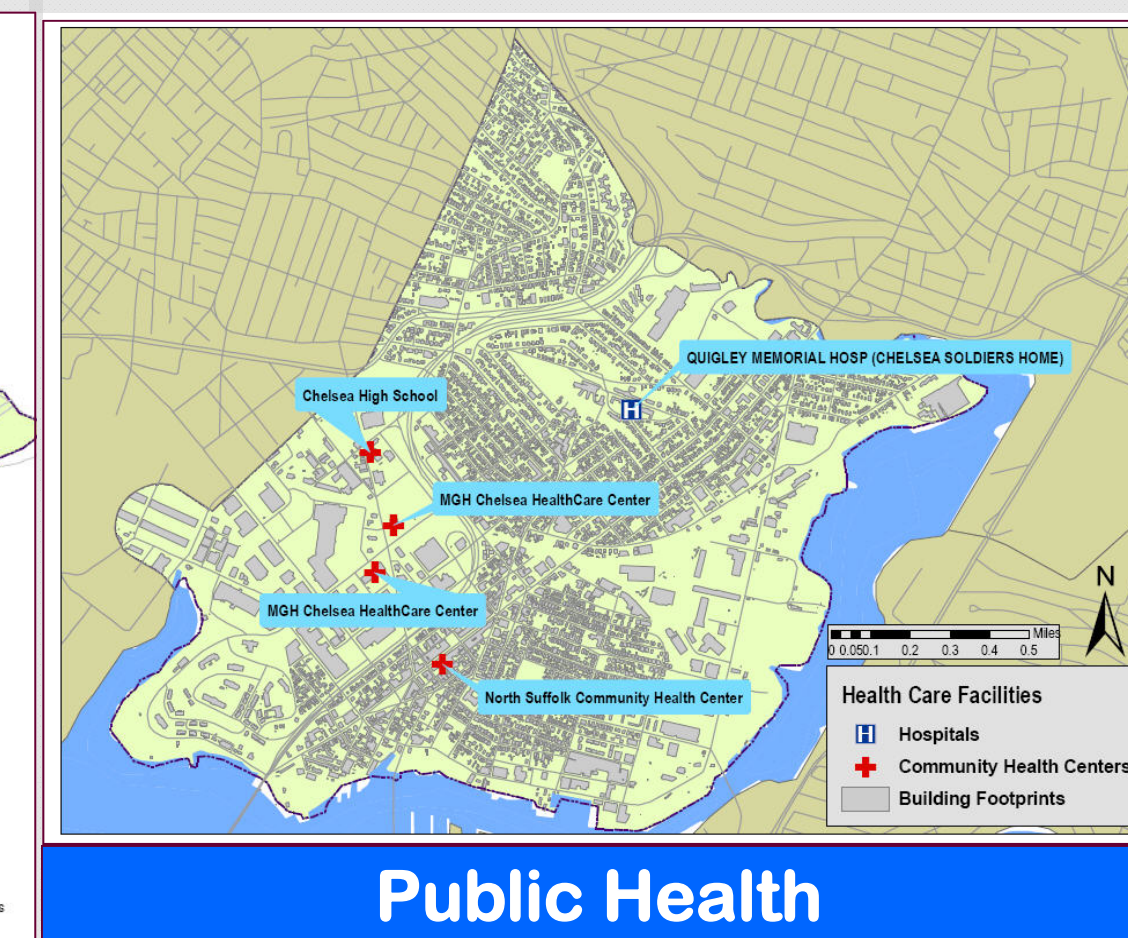 QUIGLEY MEMORIAL HOSP (CHELSEA SOLDIERS HOME)
Chelsea High School
MGH Chelsea HealthCare Center
MGH Chelsea HealthCare Center
North Suffolk Community Health Center
N
Miles
0 0.050.1 0.2 0.3 0.4 0.5
Health Care Facilities
H Hospitals
Community Health Centers
Building Footprints
H
s
Public Health